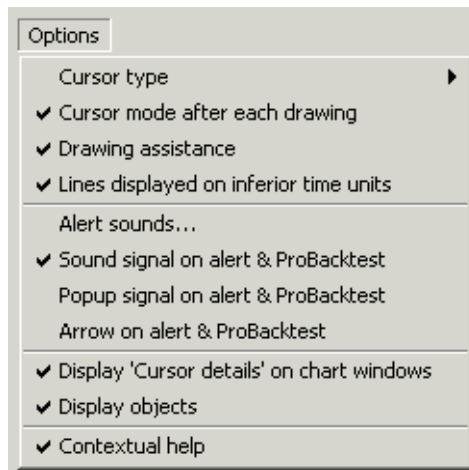 Options
Cursor type
Cursor mode after each drawing
Drawing assistance
Lines displayed on inferior time units
Alert sounds...
Sound signal on alert & ProBacktest
Popup signal on alert & ProBacktest
Arrow on alert & ProBacktest
Display 'Cursor details' on chart windows
Display objects
Contextual help